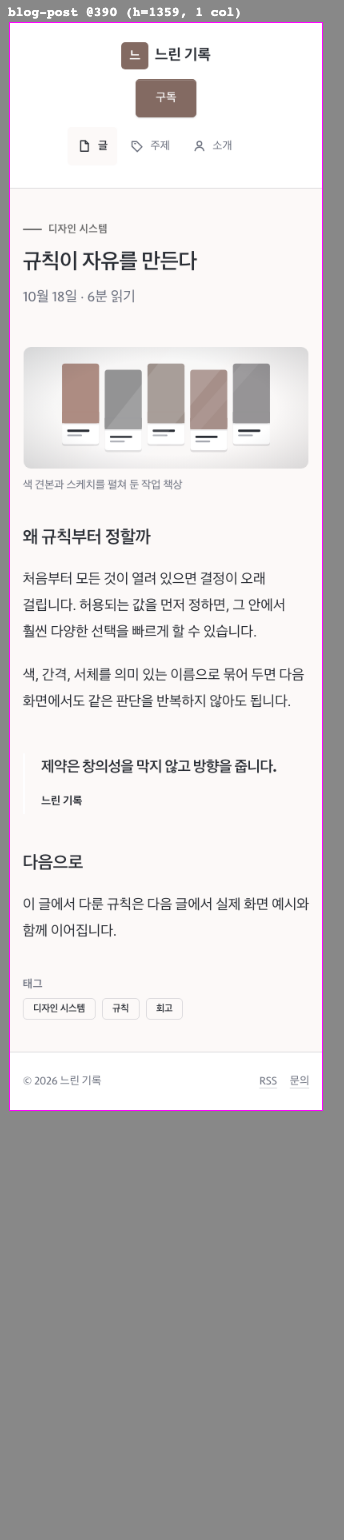 blog-post @390 (h=1359, 1 col)
느 느린 기록
구독
글 주제 소개
디자인 시스템
규칙이 자유를 만든다
10월 18일 · 6분 읽기
색 견본과 스케치를 펼쳐 둔 작업 책상
왜 규칙부터 정할까
처음부터 모든 것이 열려 있으면 결정이 오래
걸립니다. 허용되는 값을 먼저 정하면, 그 안에서
훨씬 다양한 선택을 빠르게 할 수 있습니다.
색, 간격, 서체를 의미 있는 이름으로 묶어 두면 다음
화면에서도 같은 판단을 반복하지 않아도 됩니다.
제약은 창의성을 막지 않고 방향을 줍니다.
느린 기록
다음으로
이 글에서 다룬 규칙은 다음 글에서 실제 화면 예시와
함께 이어집니다.
태그
디자인 시스템 규칙 회고
© 2026 느린 기록 RSS 문의